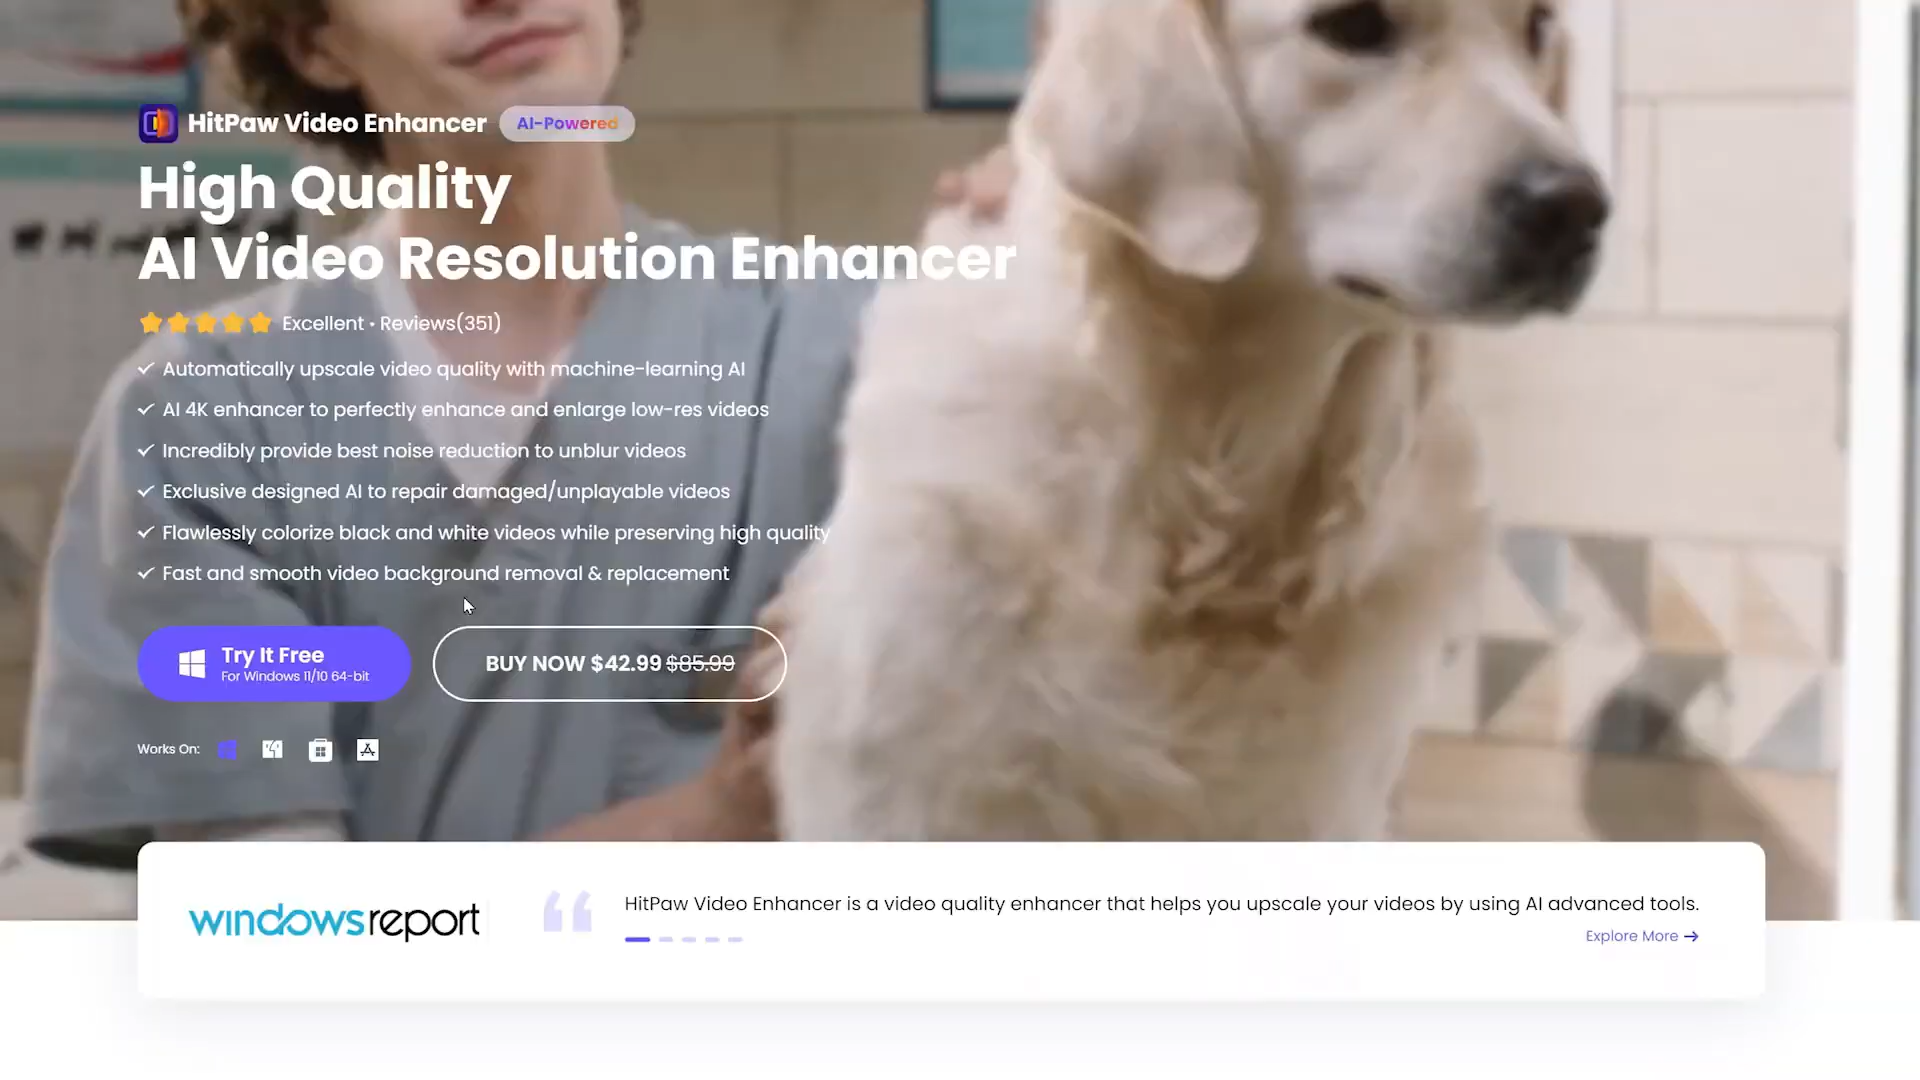 HitPaw Video Enhancer AI-Powered
High Quality
AI Video Resolution Enhancer
Excellent • Reviews(351)
Automatically upscale video quality with machine-learning AI
AI 4K enhancer to perfectly enhance and enlarge low-res videos
Incredibly provide best noise reduction to unblur videos
Exclusive designed AI to repair damaged/unplayable videos
Flawlessly colorize black and white videos while preserving high quality
Fast and smooth video background removal & replacement
Try It Free
For Windows 11/10 64-bit
BUY NOW $42.99 $85.99
Works On:
windowsreport
“
HitPaw Video Enhancer is a video quality enhancer that helps you upscale your videos by using AI advanced tools.
Explore More →